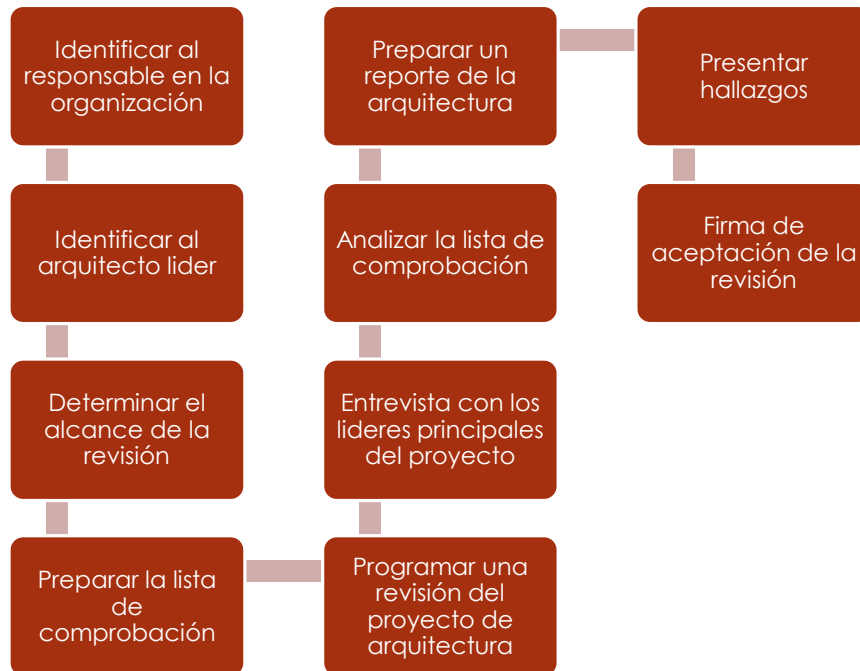 Identificar al
responsable en la
organización
Identificar al
arquitecto lider
Determinar el
alcance de la
revisión
Preparar la lista
de
comprobación
Programar una
revisión del
proyecto de
arquitectura
Entrevista con los
lideres principales
del proyecto
Analizar la lista de
comprobación
Preparar un
reporte de la
arquitectura
Presentar
hallazgos
Firma de
aceptación de la
revisión